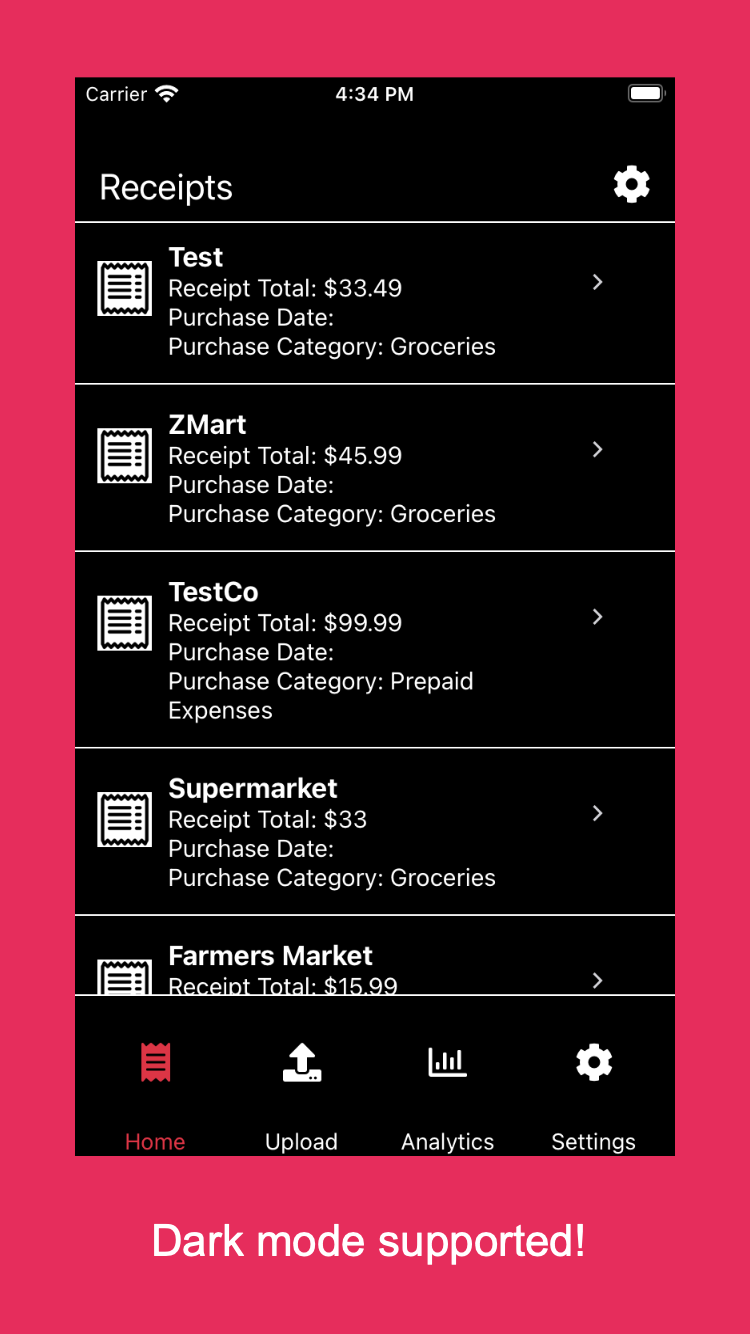 Carrier 4:34 PM
Receipts
Test
Receipt Total: $33.49
Purchase Date:
Purchase Category: Groceries
ZMart
Receipt Total: $45.99
Purchase Date:
Purchase Category: Groceries
TestCo
Receipt Total: $99.99
Purchase Date:
Purchase Category: Prepaid
Expenses
Supermarket
Receipt Total: $33
Purchase Date:
Purchase Category: Groceries
Farmers Market
Receipt Total: $15.99
Home Upload Analytics Settings
Dark mode supported!